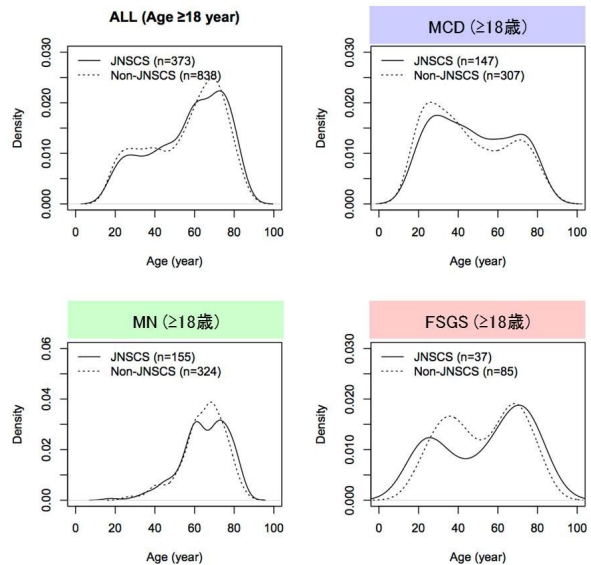 ALL (Age ≥18 year)
JNSCS (n=373)
Non-JNSCS (n=838)
Density
0.000 0.010 0.020 0.030
0 20 40 60 80 100
Age (year)
MCD (≥18歳)
JNSCS (n=147)
Non-JNSCS (n=307)
Density
0.000 0.010 0.020 0.030
0 20 40 60 80 100
Age (year)
MN (≥18歳)
JNSCS (n=155)
Non-JNSCS (n=324)
Density
0.00 0.02 0.04 0.06
0 20 40 60 80 100
Age (year)
FSGS (≥18歳)
JNSCS (n=37)
Non-JNSCS (n=85)
Density
0.000 0.010 0.020 0.030
0 20 40 60 80 100
Age (year)